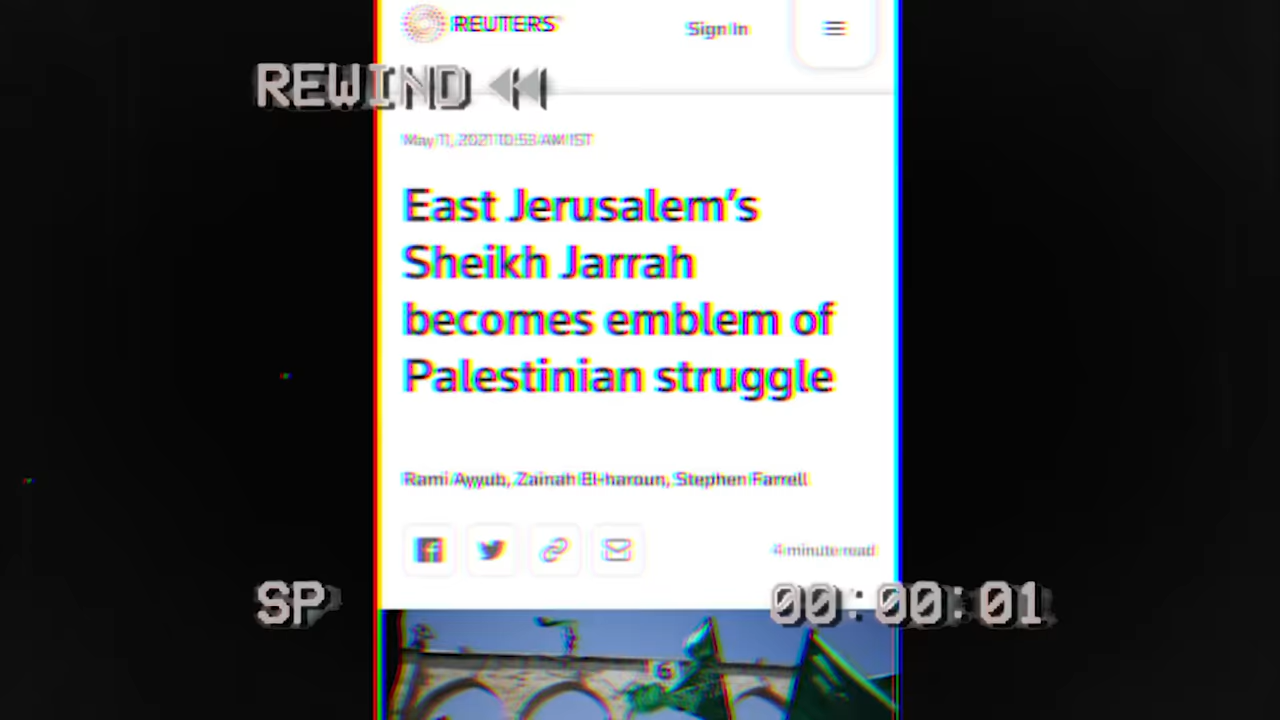 REUTERS
Sign In
REWIND
May 11, 2021 10:53 AM IST
East Jerusalem’s
Sheikh Jarrah
becomes emblem of
Palestinian struggle
Rami Ayyub, Zainah El-haroun, Stephen Farrell
4 minute read
SP
00:00:01
6